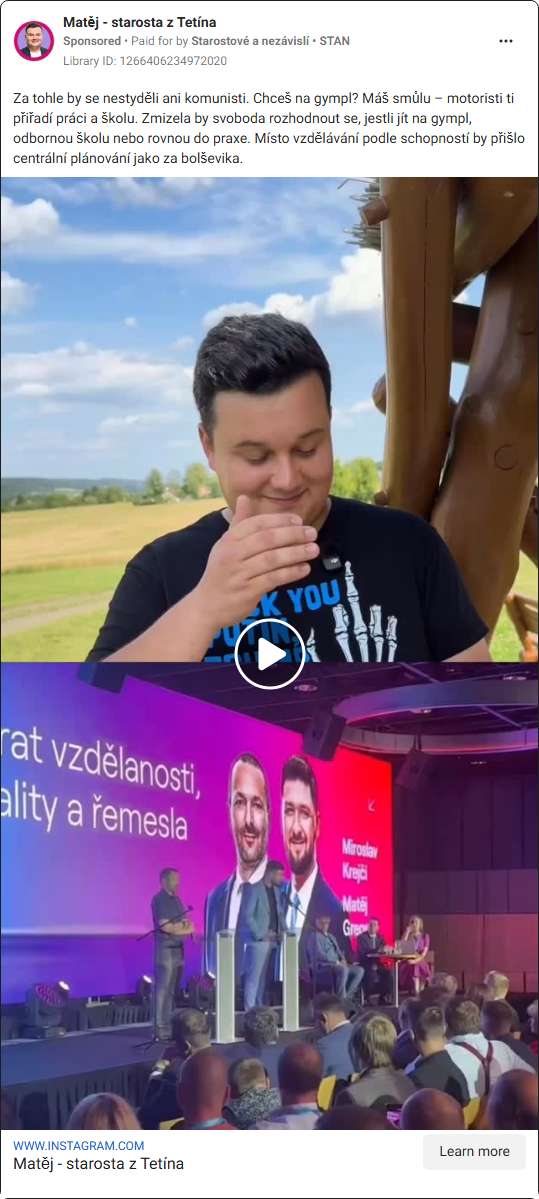 Matěj - starosta z Tetína
Sponsored • Paid for by Starostové a nezávislí • STAN
Library ID: 1266406234972020
Za tohle by se nestyděli ani komunisti. Chceš na gympl? Máš smůlu – motoristi ti
přiřadí práci a školu. Zmizela by svoboda rozhodnout se, jestli jít na gympl,
odbornou školu nebo rovnou do praxe. Místo vzdělávání podle schopností by přišlo
centrální plánování jako za bolševika.
YOU
PUTIN
rat vzdělanosti,
ality a řemesla
Miroslav
Krejčí
Matěj
Greg
WWW.INSTAGRAM.COM
Matěj - starosta z Tetína
Learn more